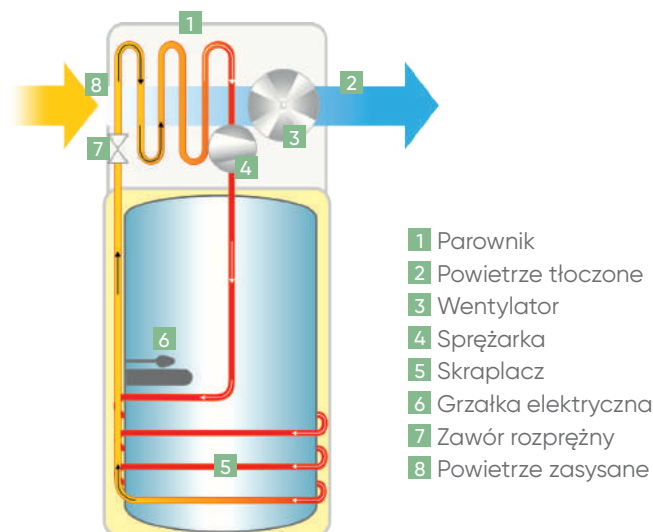 1
8
2
7
4
3
6
5
1 Parownik
2 Powietrze tłoczone
3 Wentylator
4 Sprężarka
5 Skraplacz
6 Grzałka elektryczna
7 Zawór rozprężny
8 Powietrze zasysane